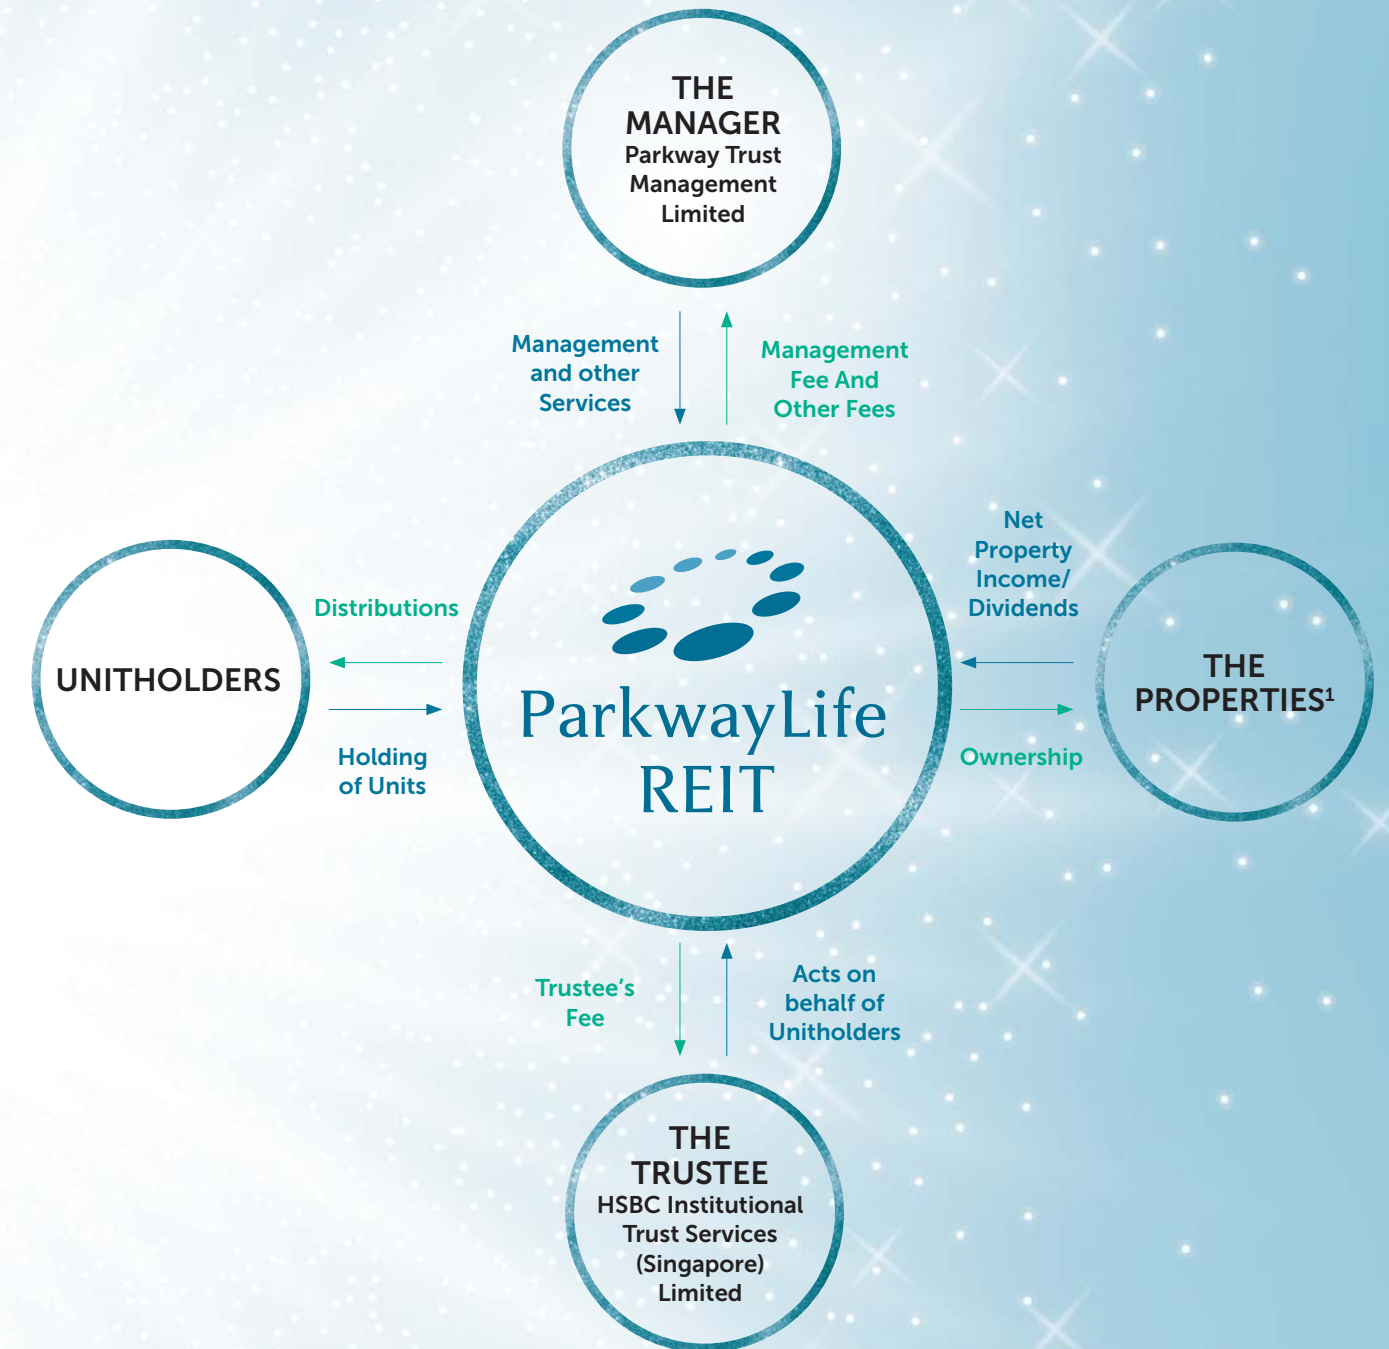 THE
MANAGER
Parkway Trust
Management
Limited
Management
and other
Services
Management
Fee And
Other Fees
Net
Property
Income/
Dividends
Distributions
UNITHOLDERS
Holding
of Units
ParkwayLife
REIT
THE
PROPERTIES¹
Ownership
Trustee’s
Fee
Acts on
behalf of
Unitholders
THE
TRUSTEE
HSBC Institutional
Trust Services
(Singapore)
Limited